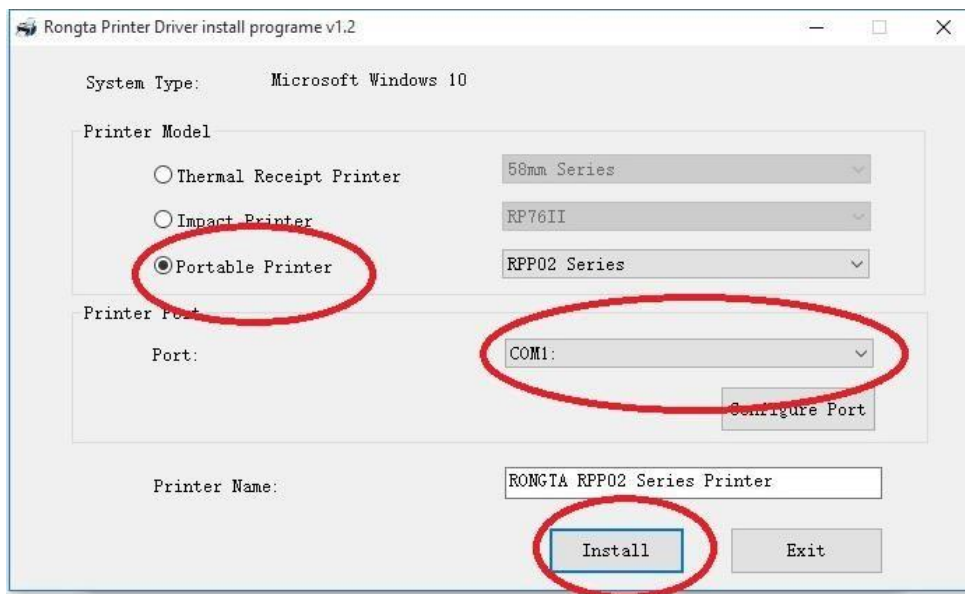 Rongta Printer Driver install programe v1.2
System Type: Microsoft Windows 10
Printer Model
Thermal Receipt Printer 58mm Series
Impact Printer RP76II
Portable Printer RPP02 Series
Printer Port
Port: COM1:
Configure Port
Printer Name: RONGTA RPP02 Series Printer
Install Exit